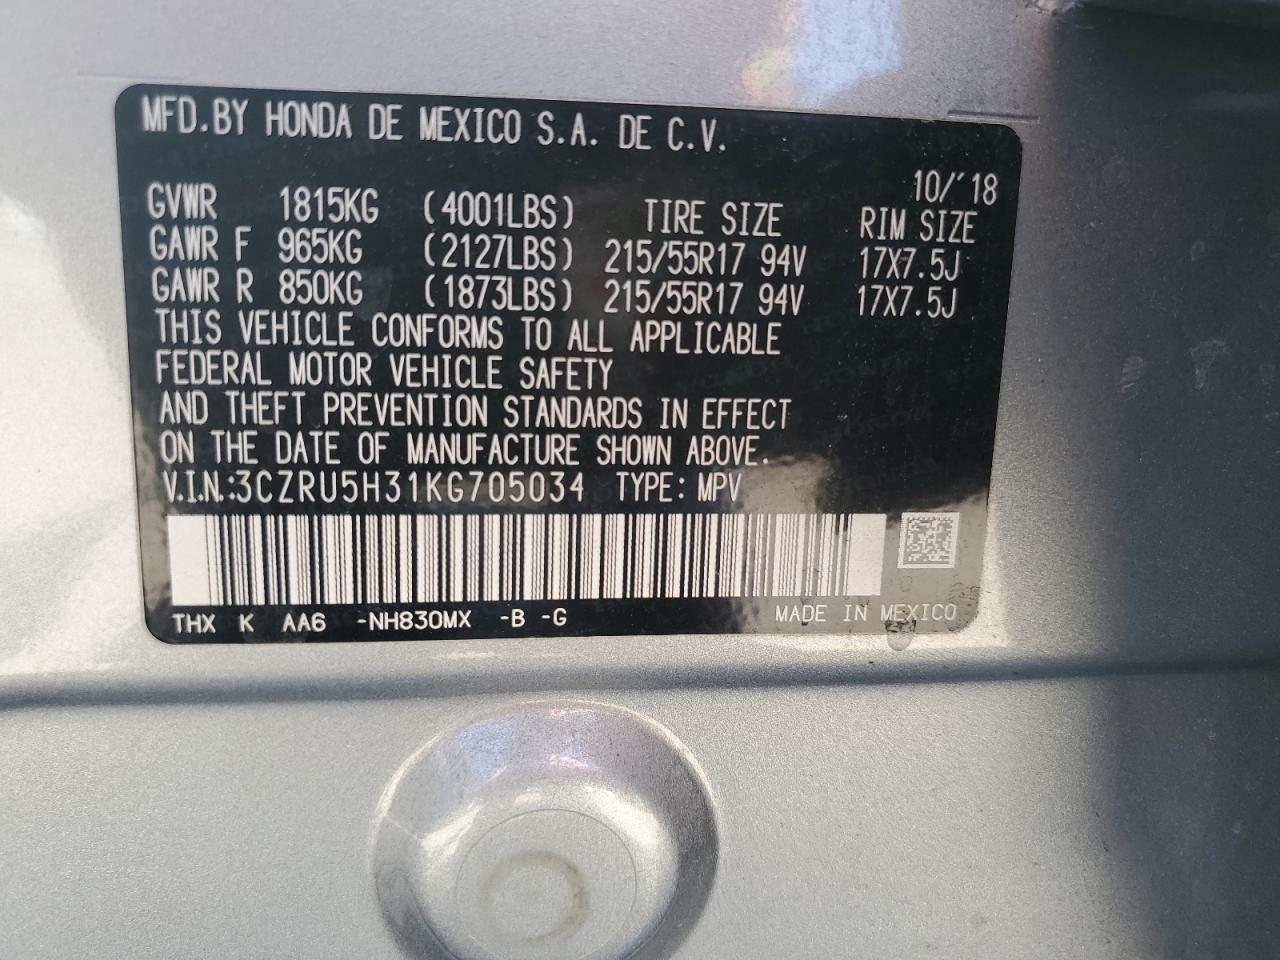 MFD.BY HONDA DE MEXICO S.A. DE C.V.
10/'18
GVWR 1815KG (4001LBS) TIRE SIZE RIM SIZE
GAWR F 965KG (2127LBS) 215/55R17 94V 17X7.5J
GAWR R 850KG (1873LBS) 215/55R17 94V 17X7.5J
THIS VEHICLE CONFORMS TO ALL APPLICABLE
FEDERAL MOTOR VEHICLE SAFETY
AND THEFT PREVENTION STANDARDS IN EFFECT
ON THE DATE OF MANUFACTURE SHOWN ABOVE.
V.I.N.:3CZRU5H31KG705034 TYPE: MPV
THX K AA6 -NH830MX -B -G MADE IN MEXICO